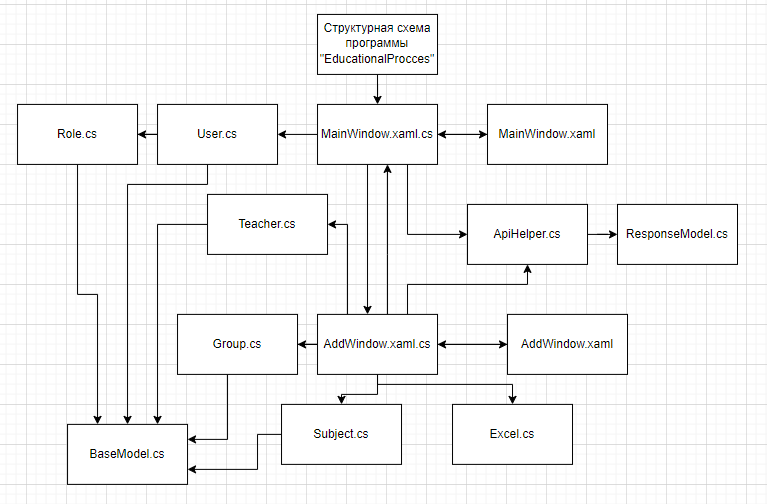 Структурная схема
программы
"EducationalProcces"
Role.cs
User.cs
MainWindow.xaml.cs
MainWindow.xaml
Teacher.cs
ApiHelper.cs
ResponseModel.cs
Group.cs
AddWindow.xaml.cs
AddWindow.xaml
Subject.cs
Excel.cs
BaseModel.cs